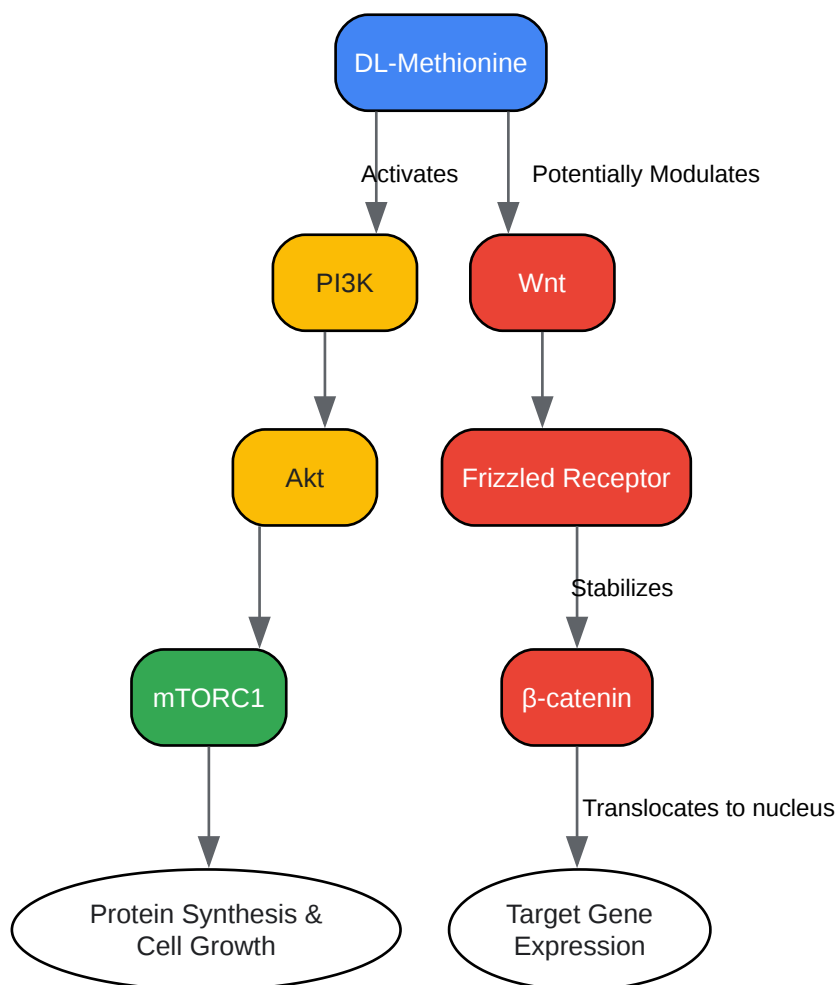 DL-Methionine
Activates
Potentially Modulates
PI3K
Wnt
Akt
Frizzled Receptor
Stabilizes
mTORC1
β-catenin
Translocates to nucleus
Protein Synthesis &
Cell Growth
Target Gene
Expression